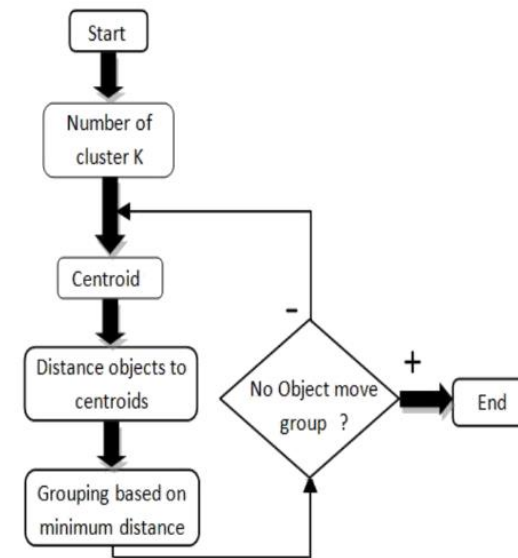 Start
Number of
cluster K
Centroid
Distance objects to
centroids
Grouping based on
minimum distance
-
No Object move
group ?
+
End